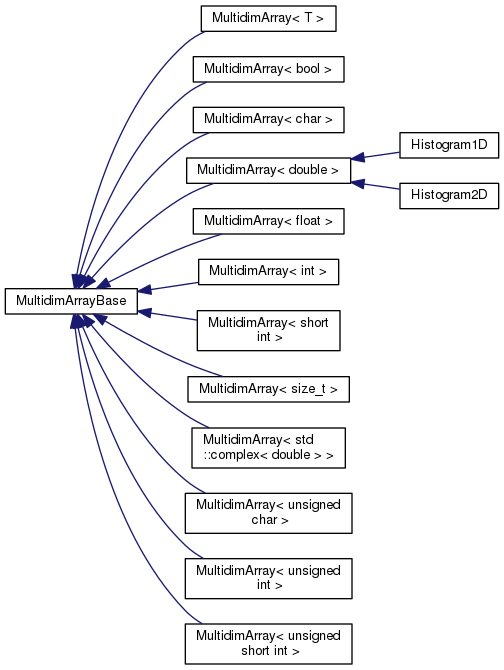 MultidimArray< T >
MultidimArray< bool >
MultidimArray< char >
Histogram1D
MultidimArray< double >
Histogram2D
MultidimArray< float >
MultidimArray< int >
MultidimArrayBase
MultidimArray< short
int >
MultidimArray< size_t >
MultidimArray< std
::complex< double > >
MultidimArray< unsigned
char >
MultidimArray< unsigned
int >
MultidimArray< unsigned
short int >